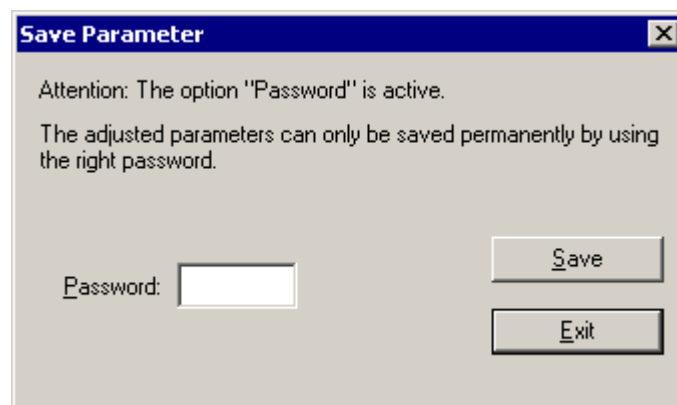 Save Parameter
Attention: The option "Password" is active.
The adjusted parameters can only be saved permanently by using
the right password.
Password:
Save
Exit